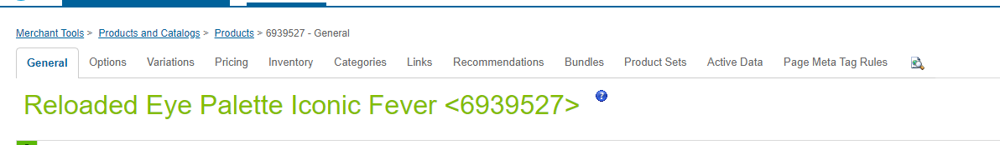 Merchant Tools > Products and Catalogs > Products > 6939527 - General
General Options Variations Pricing Inventory Categories Links Recommendations Bundles Product Sets Active Data Page Meta Tag Rules
Reloaded Eye Palette Iconic Fever <6939527> ?